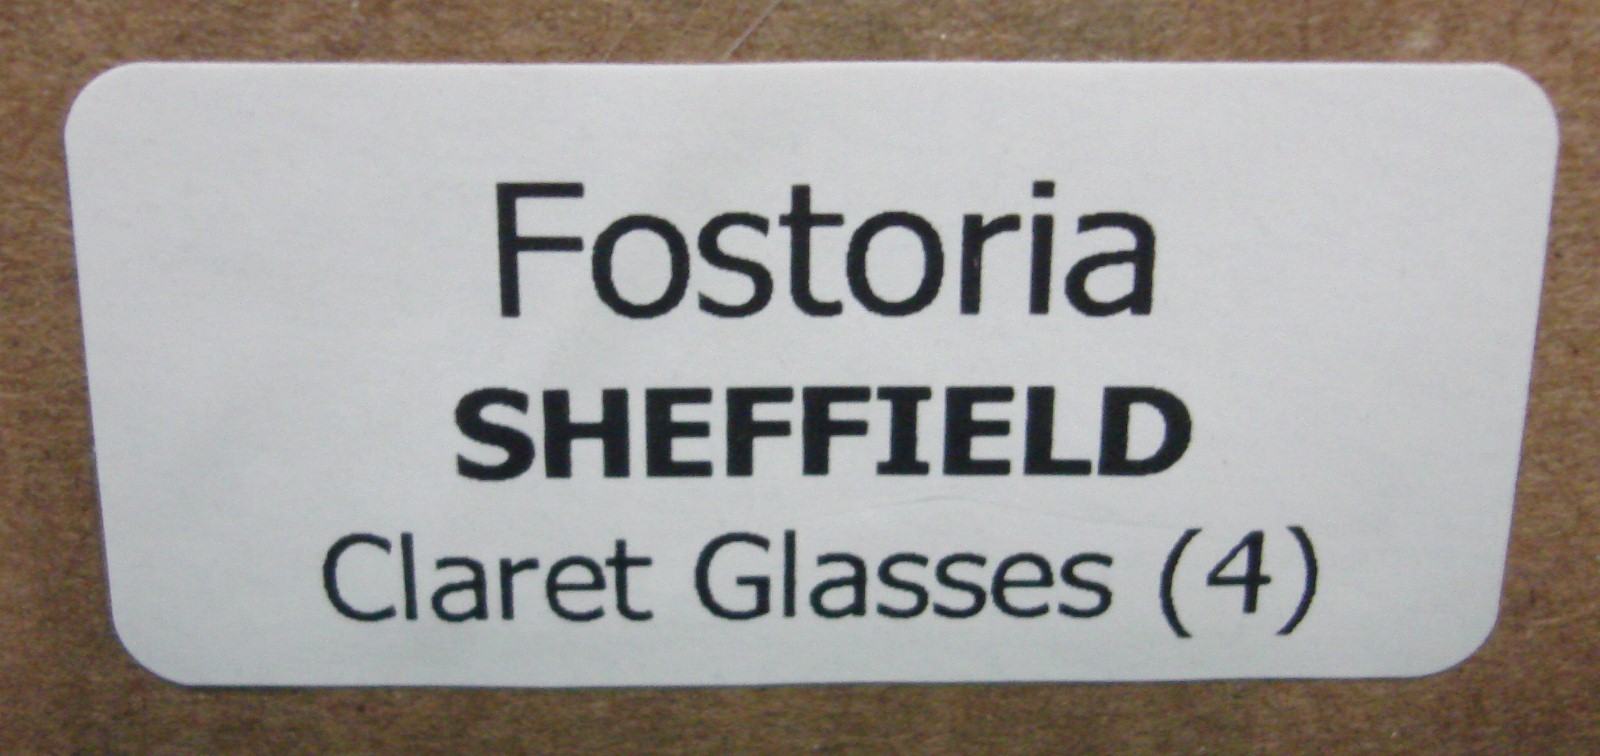 Fostoria
SHEFFIELD
Claret Glasses (4)